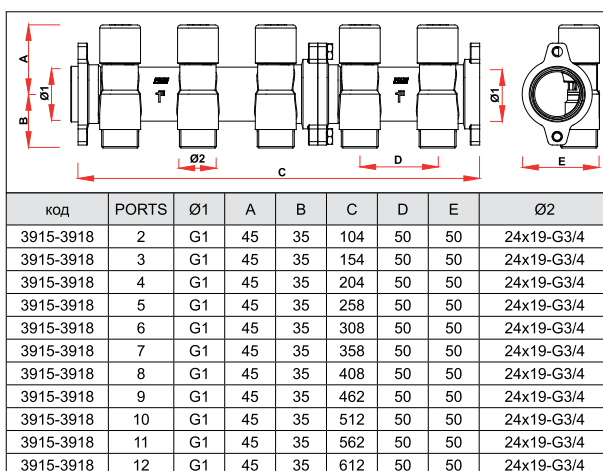 A
B
Ø1
Ø1
Ø2
D
C
E
код PORTS Ø1 A B C D E Ø2
3915-3918 2 G1 45 35 104 50 50 24x19-G3/4
3915-3918 3 G1 45 35 154 50 50 24x19-G3/4
3915-3918 4 G1 45 35 204 50 50 24x19-G3/4
3915-3918 5 G1 45 35 258 50 50 24x19-G3/4
3915-3918 6 G1 45 35 308 50 50 24x19-G3/4
3915-3918 7 G1 45 35 358 50 50 24x19-G3/4
3915-3918 8 G1 45 35 408 50 50 24x19-G3/4
3915-3918 9 G1 45 35 462 50 50 24x19-G3/4
3915-3918 10 G1 45 35 512 50 50 24x19-G3/4
3915-3918 11 G1 45 35 562 50 50 24x19-G3/4
3915-3918 12 G1 45 35 612 50 50 24x19-G3/4